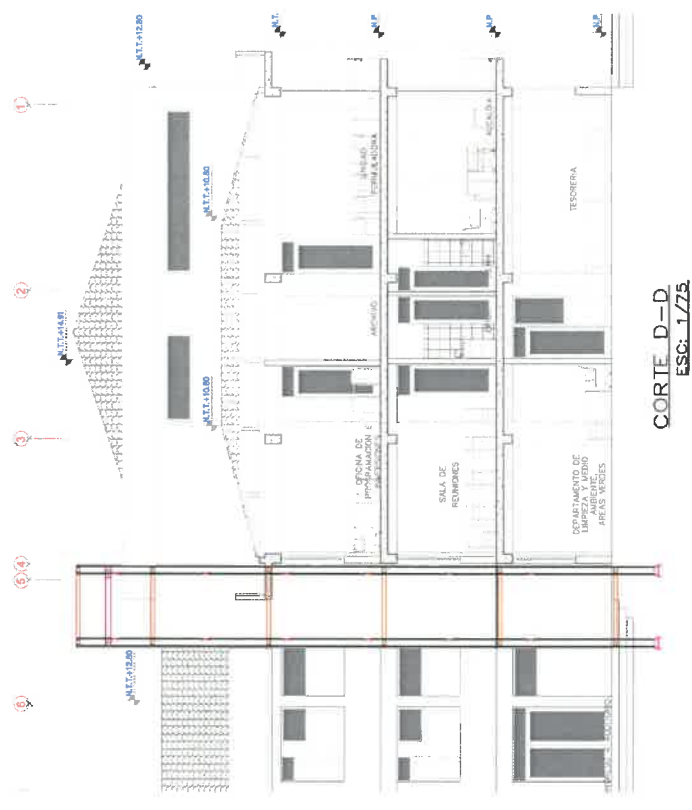 1
2
3
4
5
6
N.T.T.+12.80
N.T.
N.P
N.P
N.P
N.T.T.+10.80
N.T.T.+14.91
N.T.T.+10.80
N.T.T.+12.80
UNIDAD
FORMULADORA
ALCALDIA
TESORERIA
ARCHIVO
OFICINA DE
PROGRAMACION E
SALA DE
REUNIONES
DEPARTAMENTO DE
LIMPIEZA Y MEDIO
AMBIENTE,
AREAS VERDES
CORTE D-D
ESC: 1/75